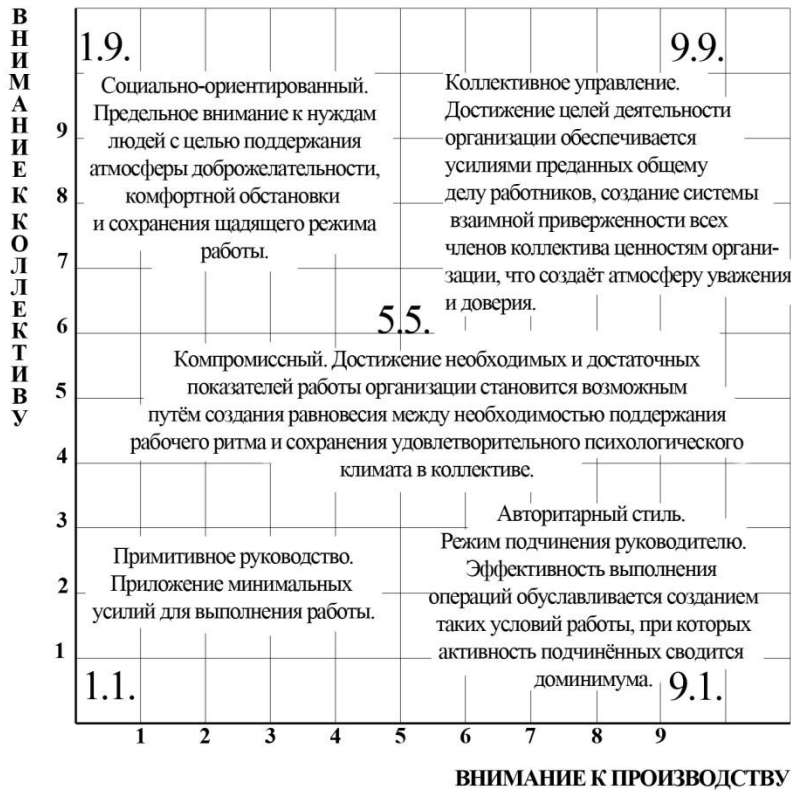 ВНИМАНИЕ К КОЛЛЕКТИВУ
1.9.
Социально-ориентированный.
Предельное внимание к нуждам
людей с целью поддержания
атмосферы доброжелательности,
комфортной обстановки
и сохранения щадящего режима
работы.
9.9.
Коллективное управление.
Достижение целей деятельности
организации обеспечивается
усилиями преданных общему
делу работников, создание системы
взаимной приверженности всех
членов коллектива ценностям органи-
зации, что создаёт атмосферу уважения
и доверия.
5.5.
Компромиссный. Достижение необходимых и достаточных
показателей работы организации становится возможным
путём создания равновесия между необходимостью поддержания
рабочего ритма и сохранения удовлетворительного психологического
климата в коллективе.
Примитивное руководство.
Приложение минимальных
усилий для выполнения работы.
1.1.
Авторитарный стиль.
Режим подчинения руководителю.
Эффективность выполнения
операций обуславливается созданием
таких условий работы, при которых
активность подчинённых сводится
доминимума.
9.1.
9
8
7
6
5
4
3
2
1
1 2 3 4 5 6 7 8 9
ВНИМАНИЕ К ПРОИЗВОДСТВУ